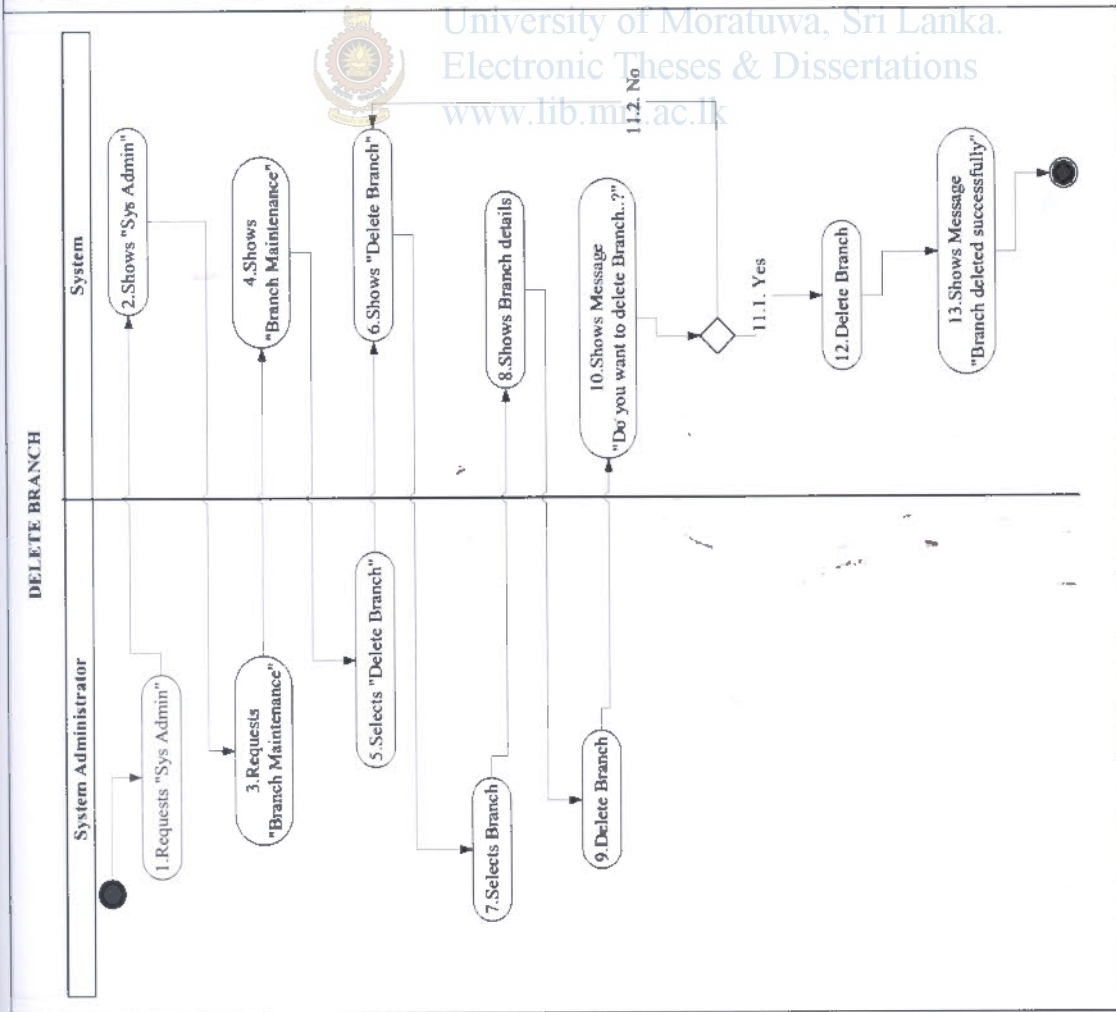 University of Moratuwa, Sri Lanka.
Electronic Theses & Dissertations
www.lib.mrt.ac.lk
DELETE BRANCH
System Administrator
System
1.Requests "Sys Admin"
2.Shows "Sys Admin"
3.Requests
"Branch Maintenance"
4.Shows
"Branch Maintenance"
5.Selects "Delete Branch"
6.Shows "Delete Branch"
7.Selects Branch
8.Shows Branch details
9.Delete Branch
10.Shows Message
"Do you want to delete Branch..?"
11.2. No
11.1. Yes
12.Delete Branch
13.Shows Message
"Branch deleted successfully"